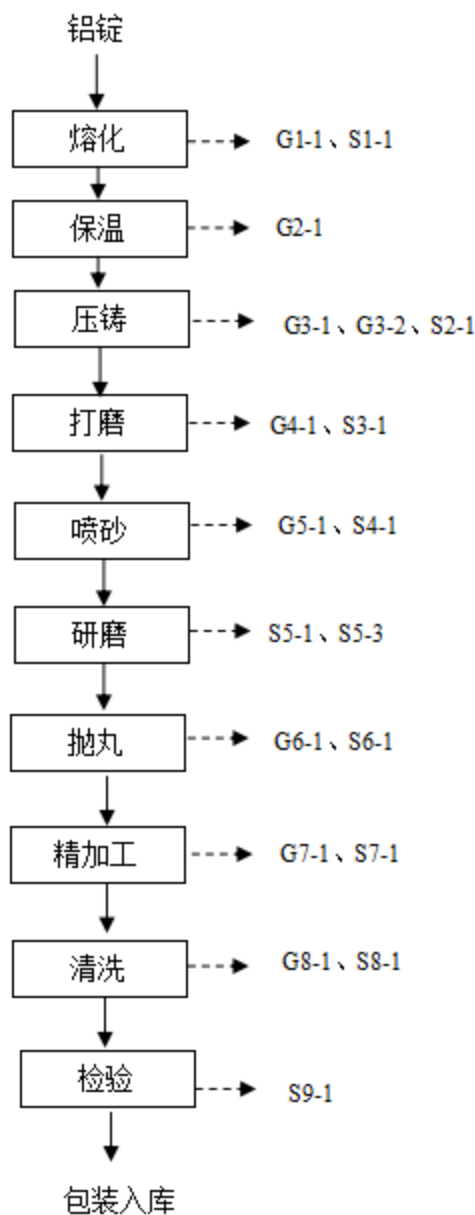 铝锭
熔化
G1-1、S1-1
保温
G2-1
压铸
G3-1、G3-2、S2-1
打磨
G4-1、S3-1
喷砂
G5-1、S4-1
研磨
S5-1、S5-3
抛丸
G6-1、S6-1
精加工
G7-1、S7-1
清洗
G8-1、S8-1
检验
S9-1
包装入库